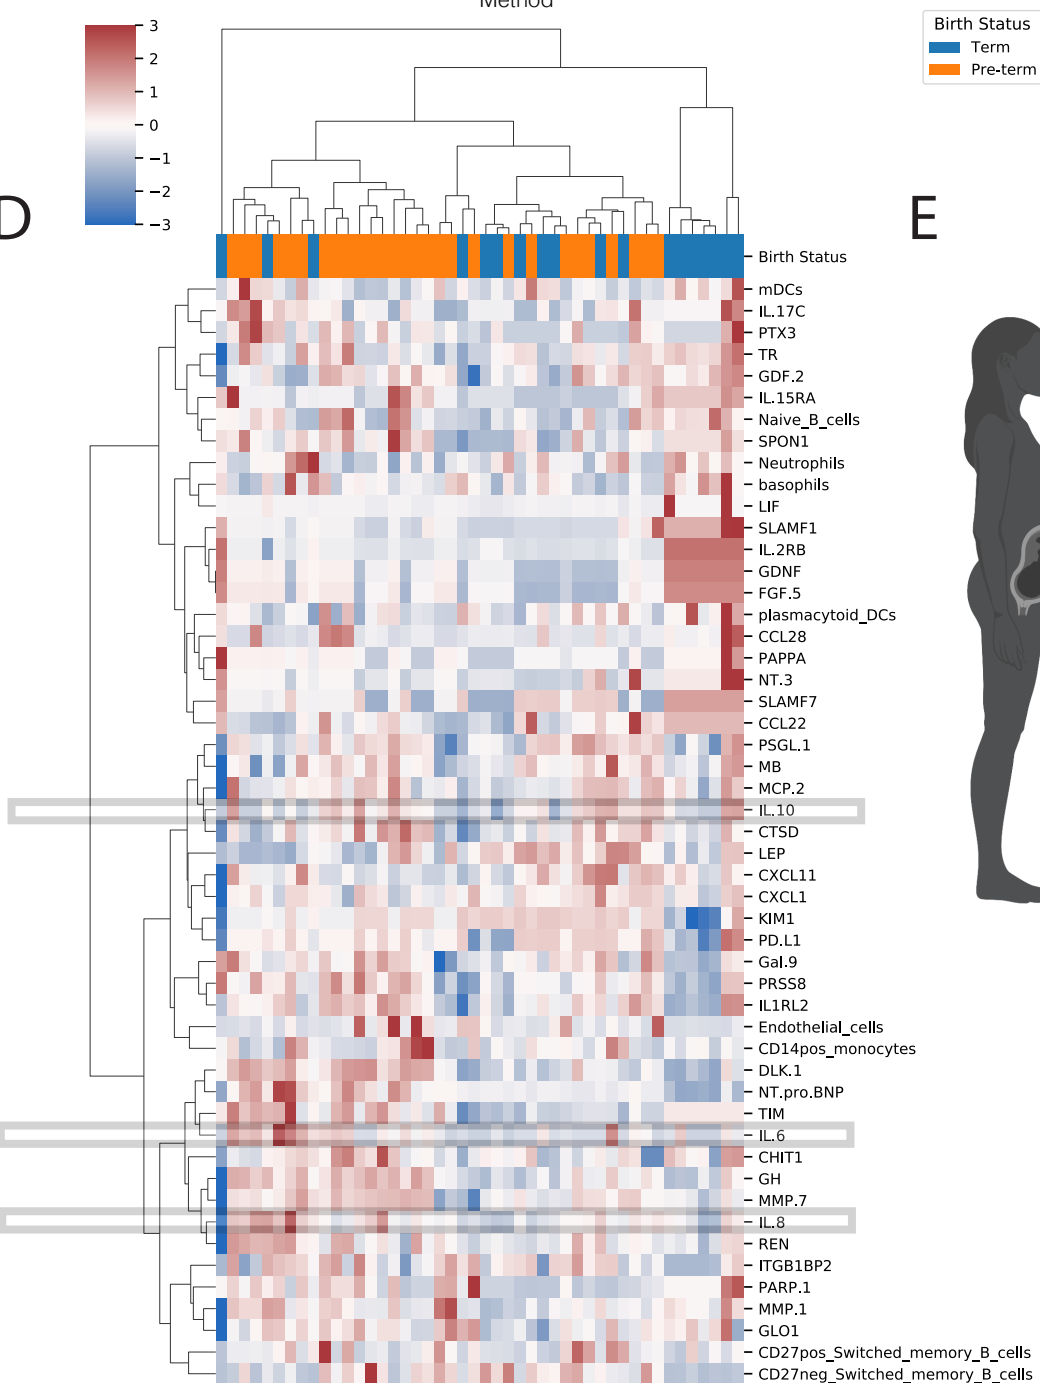 Method
3
2
1
0
−1
−2
−3
Birth Status
Term
Pre-term
D
E
Birth Status
mDCs
IL.17C
PTX3
TR
GDF.2
IL.15RA
Naive_B_cells
SPON1
Neutrophils
basophils
LIF
SLAMF1
IL.2RB
GDNF
FGF.5
plasmacytoid_DCs
CCL28
PAPPA
NT.3
SLAMF7
CCL22
PSGL.1
MB
MCP.2
IL.10
CTSD
LEP
CXCL11
CXCL1
KIM1
PD.L1
Gal.9
PRSS8
IL1RL2
Endothelial_cells
CD14pos_monocytes
DLK.1
NT.pro.BNP
TIM
IL.6
CHIT1
GH
MMP.7
IL.8
REN
ITGB1BP2
PARP.1
MMP.1
GLO1
CD27pos_Switched_memory_B_cells
CD27neg_Switched_memory_B_cells